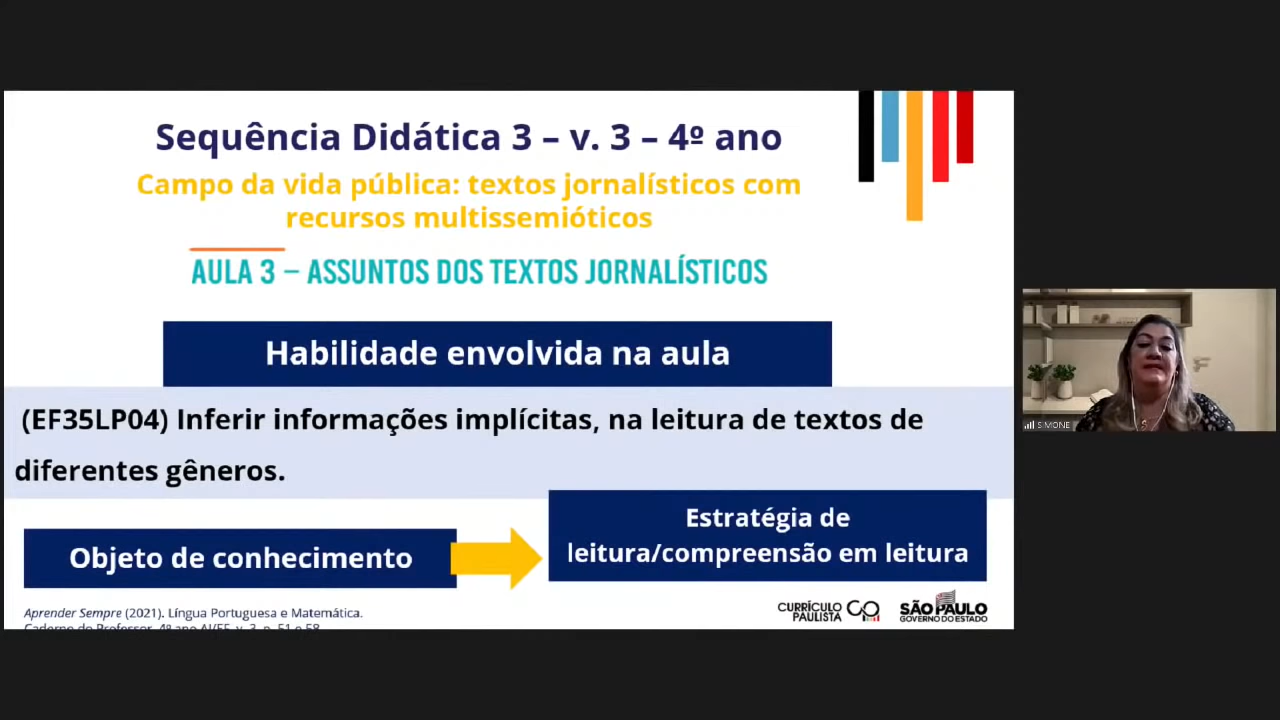 Sequência Didática 3 – v. 3 – 4º ano
Campo da vida pública: textos jornalísticos com
recursos multissemióticos
AULA 3 – ASSUNTOS DOS TEXTOS JORNALÍSTICOS
Habilidade envolvida na aula
(EF35LP04) Inferir informações implícitas, na leitura de textos de
diferentes gêneros.
Objeto de conhecimento
Estratégia de
leitura/compreensão em leitura
Aprender Sempre (2021). Língua Portuguesa e Matemática.
Caderno do Professor, 4º ano AI/EF, v. 3, p. 51 e 58
CURRÍCULO
PAULISTA
SÃO PAULO
GOVERNO DO ESTADO
SIMONE